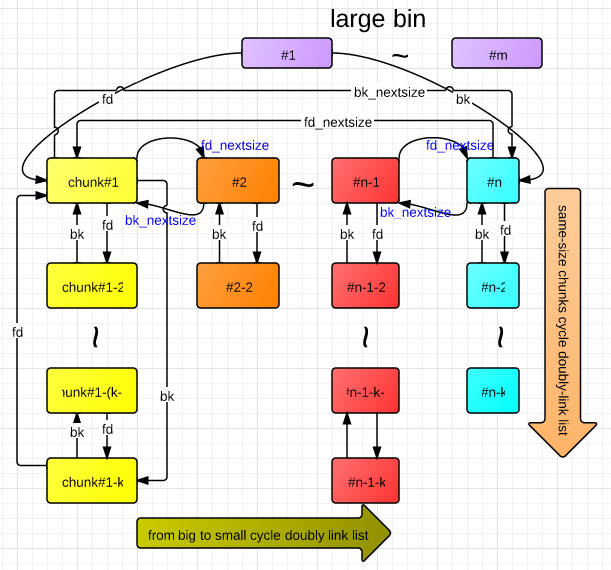 large bin
#1
~
#m
fd
bk_nextsize
bk
fd_nextsize
fd_nextsize
fd_nextsize
chunk#1
#2
~
#n-1
#n
bk_nextsize
bk_nextsize
bk
fd
bk
fd
bk
fd
bk
fd
chunk#1-2
#2-2
#n-1-2
#n-2
same-size chunks cycle doubly-link list
fd
~
~
~
bk
hunk#1-(k-
#n-1-k-
#n-k
bk
fd
chunk#1-k
#n-1-k
from big to small cycle doubly link list